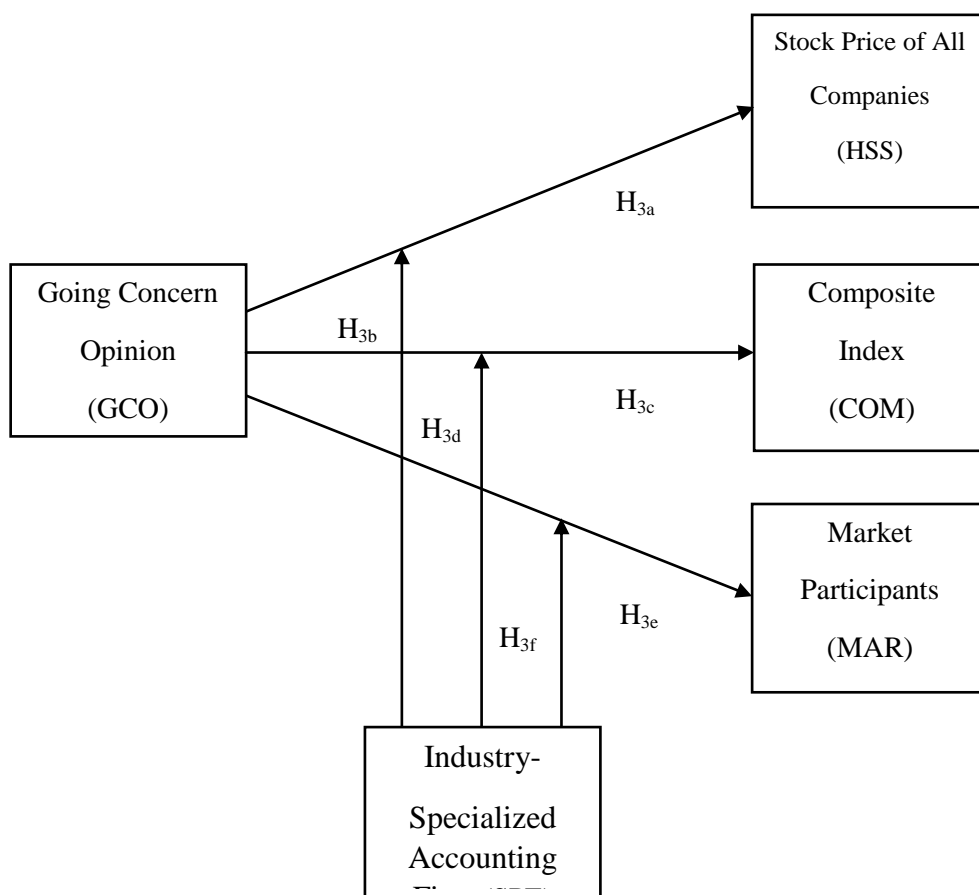 Stock Price of All
Companies
(HSS)
H3a
Going Concern
Opinion
(GCO)
H3b
Composite
Index
(COM)
H3c
H3d
Market
Participants
(MAR)
H3e
H3f
Industry-
Specialized
Accounting